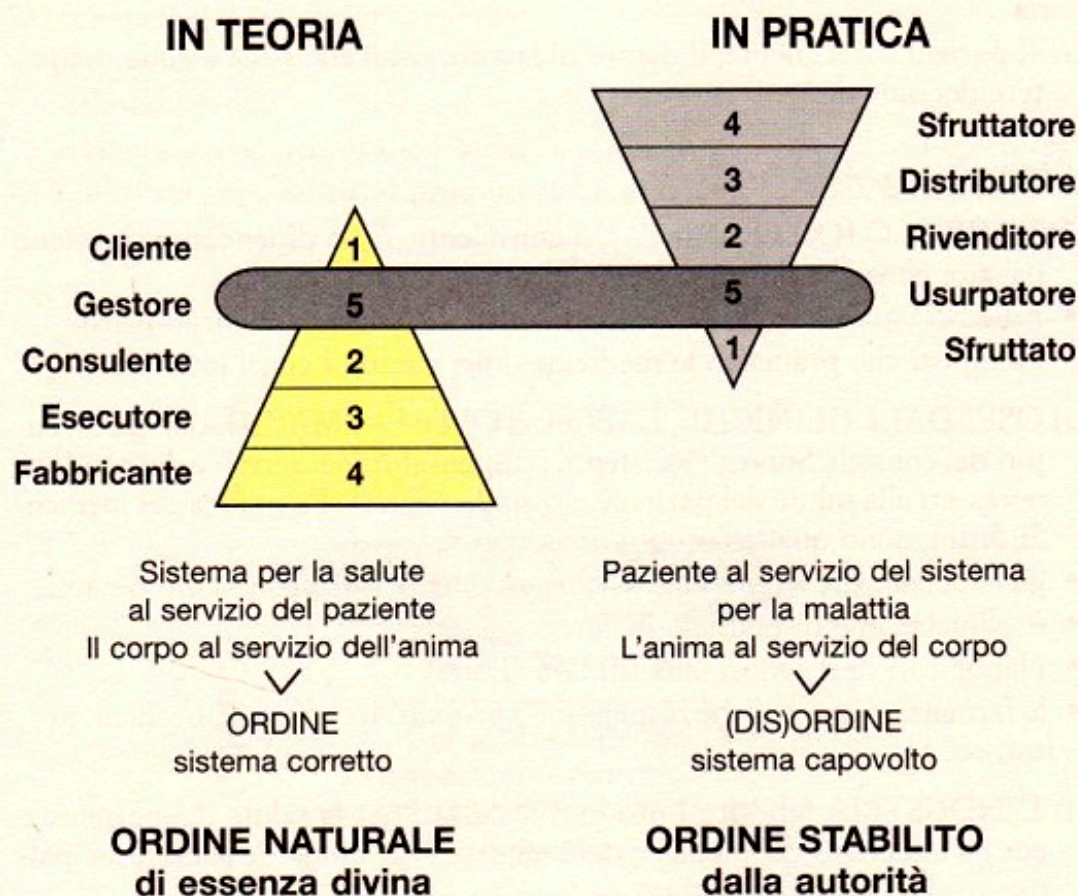 IN TEORIA
IN PRATICA
Cliente 1
Gestore 5
Consulente 2
Esecutore 3
Fabbricante 4
4 Sfruttatore
3 Distributore
2 Rivenditore
5 Usurpatore
1 Sfruttato
Sistema per la salute
al servizio del paziente
Il corpo al servizio dell'anima
ORDINE
sistema corretto
ORDINE NATURALE
di essenza divina
Paziente al servizio del sistema
per la malattia
L'anima al servizio del corpo
(DIS)ORDINE
sistema capovolto
ORDINE STABILITO
dalla autorità